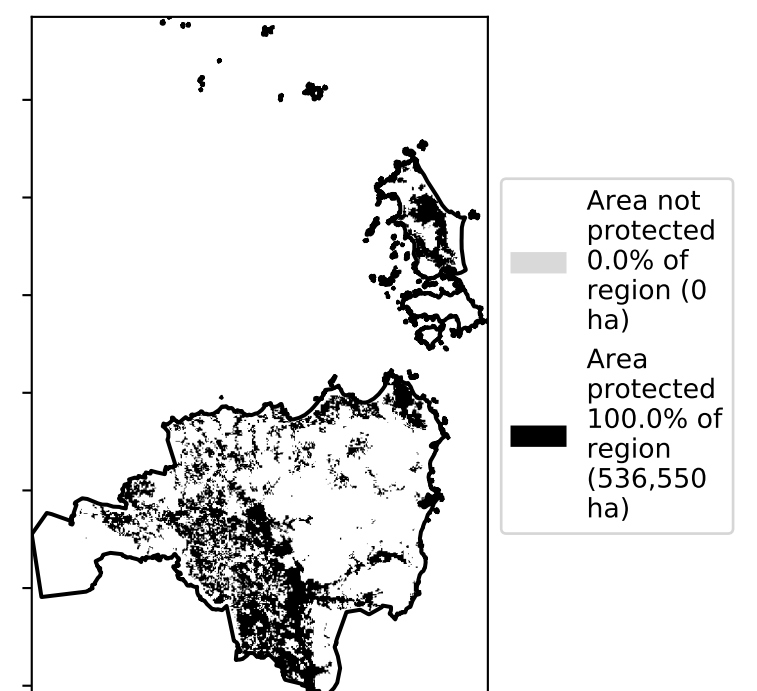 Area not
protected
0.0% of
region (0
ha)
Area
protected
100.0% of
region
(536,550
ha)